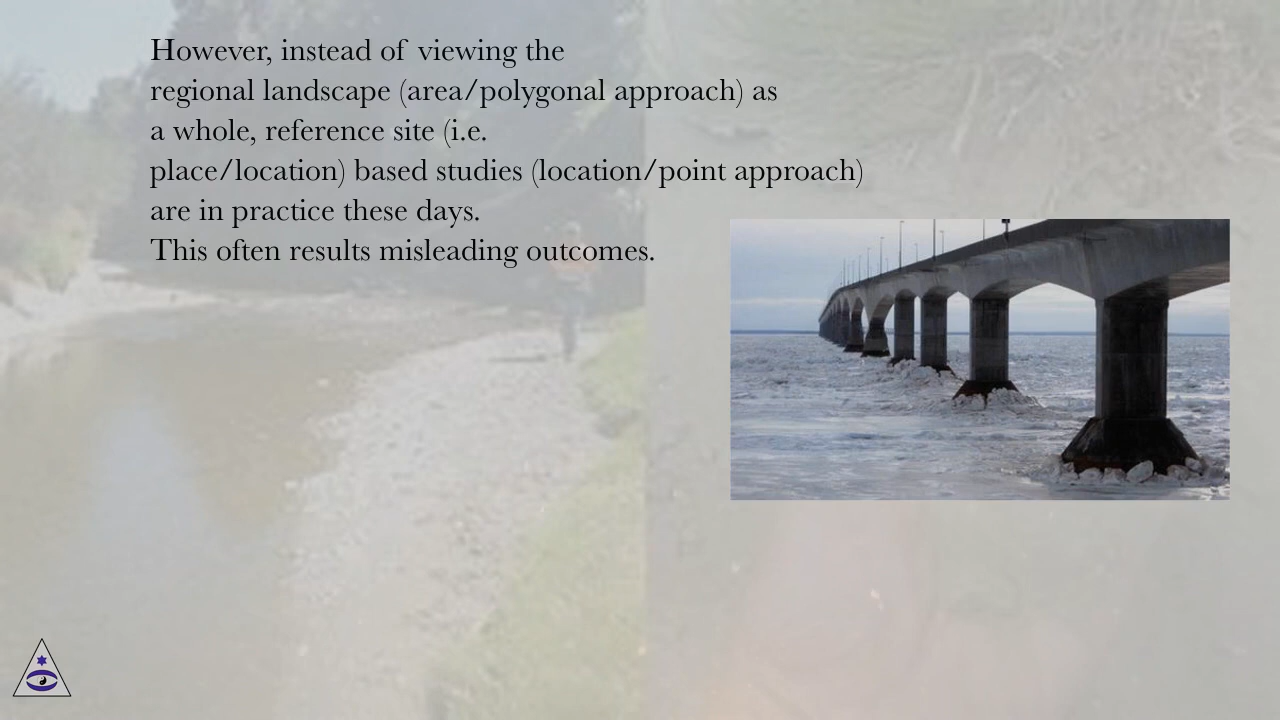 However, instead of viewing the
regional landscape (area/polygonal approach) as
a whole, reference site (i.e.
place/location) based studies (location/point approach)
are in practice these days.
This often results misleading outcomes.